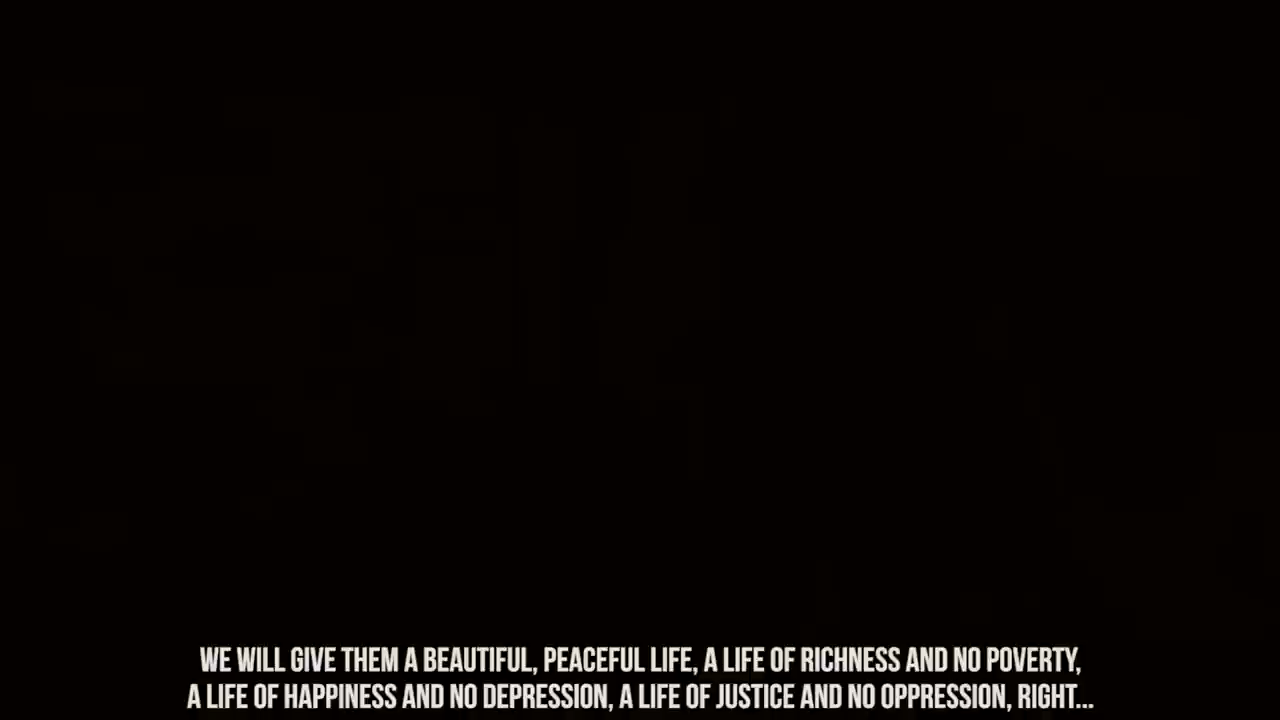 WE WILL GIVE THEM A BEAUTIFUL, PEACEFUL LIFE, A LIFE OF RICHNESS AND NO POVERTY,
A LIFE OF HAPPINESS AND NO DEPRESSION, A LIFE OF JUSTICE AND NO OPPRESSION, RIGHT...